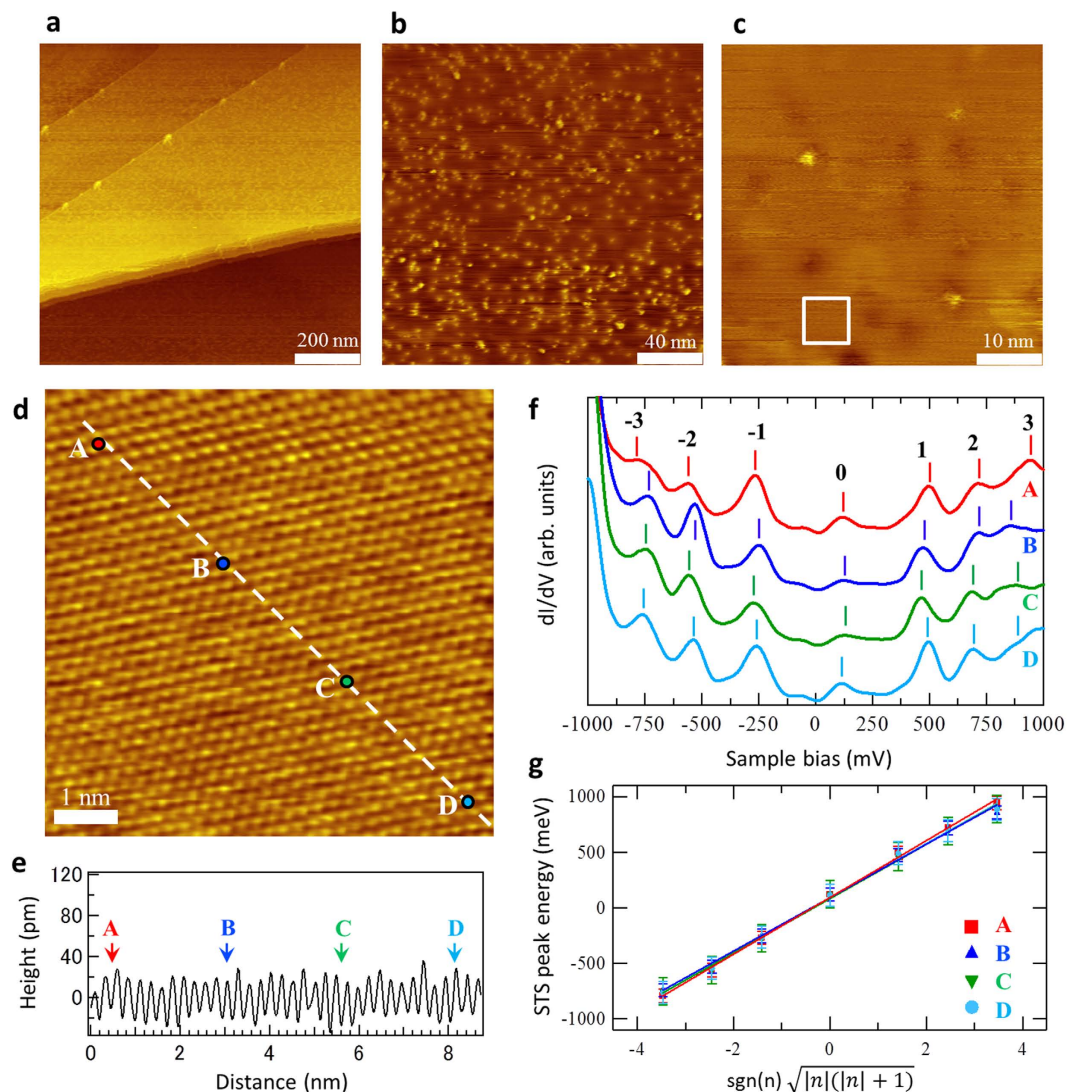 a
b
c
200 nm
40 nm
10 nm
d
A
B
C
D
1 nm
f
dI/dV (arb. units)
-3
-2
-1
0
1
2
3
A
B
C
D
-1000 -750 -500 -250 0 250 500 750 1000
Sample bias (mV)
e
Height (pm)
120
80
40
0
A B C D
0 2 4 6 8
Distance (nm)
g
STS peak energy (meV)
1000
500
0
-500
-1000
A
B
C
D
-4 -2 0 2 4
sgn(n) √|n|(|n| + 1)